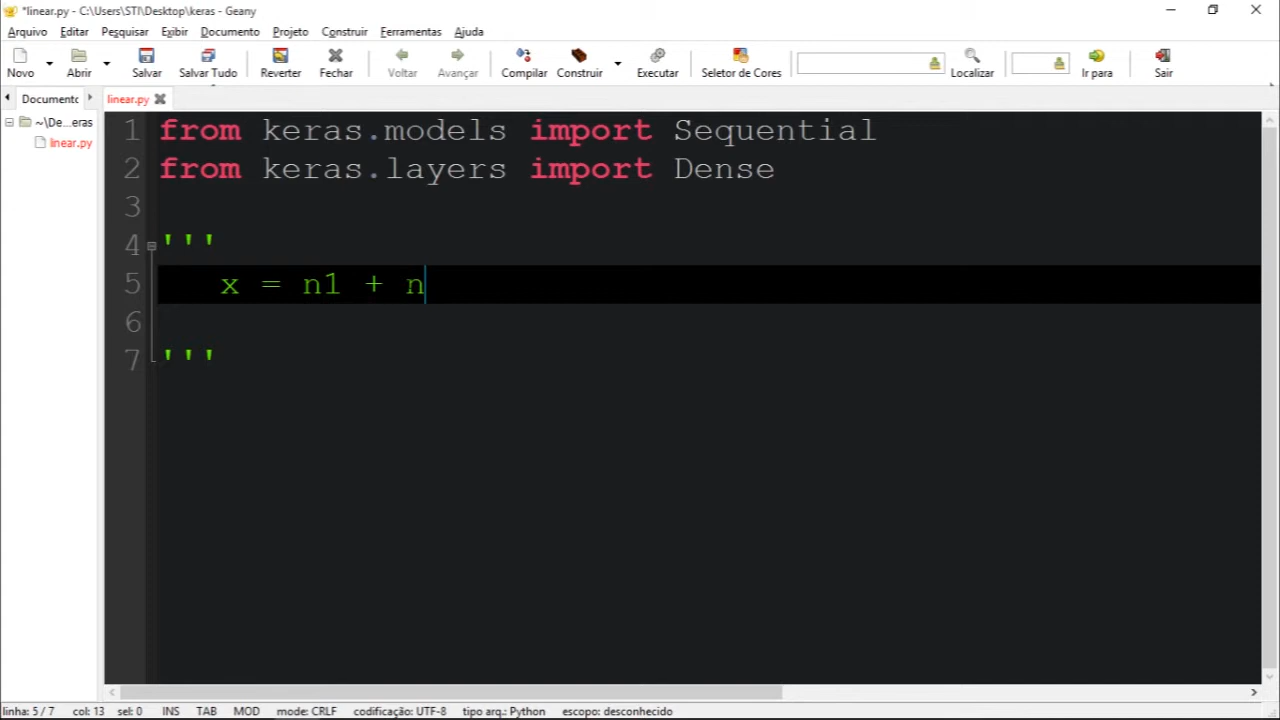 *linear.py - C:\Users\STI\Desktop\keras - Geany
Arquivo Editar Pesquisar Exibir Documento Projeto Construir Ferramentas Ajuda
Novo Abrir Salvar Salvar Tudo Reverter Fechar Voltar Avançar Compilar Construir Executar Seletor de Cores Localizar Ir para Sair
Documentc linear.py
~\De...eras
linear.py
1 from keras.models import Sequential
2 from keras.layers import Dense
3
4 '''
5 x = n1 + n
6
7 '''
linha: 5 / 7 col: 13 sel: 0 INS TAB MOD mode: CRLF codificação: UTF-8 tipo arq.: Python escopo: desconhecido